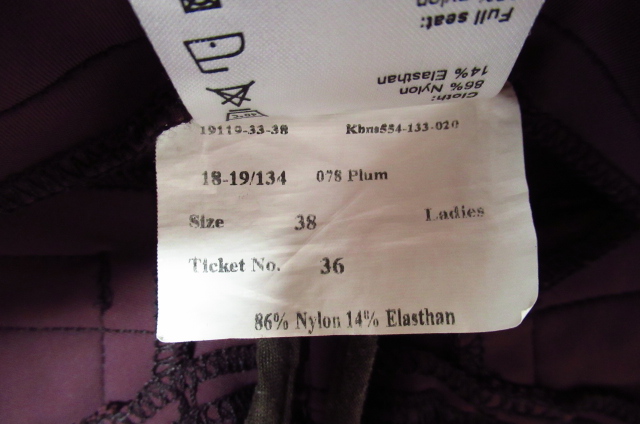 Full seat:
14% Elasthan
86% Nylon
Cloth:
19119-33-38 Kbns554-133-020
18-19/134 078 Plum
Size 38 Ladies
Ticket No. 36
86% Nylon 14% Elasthan